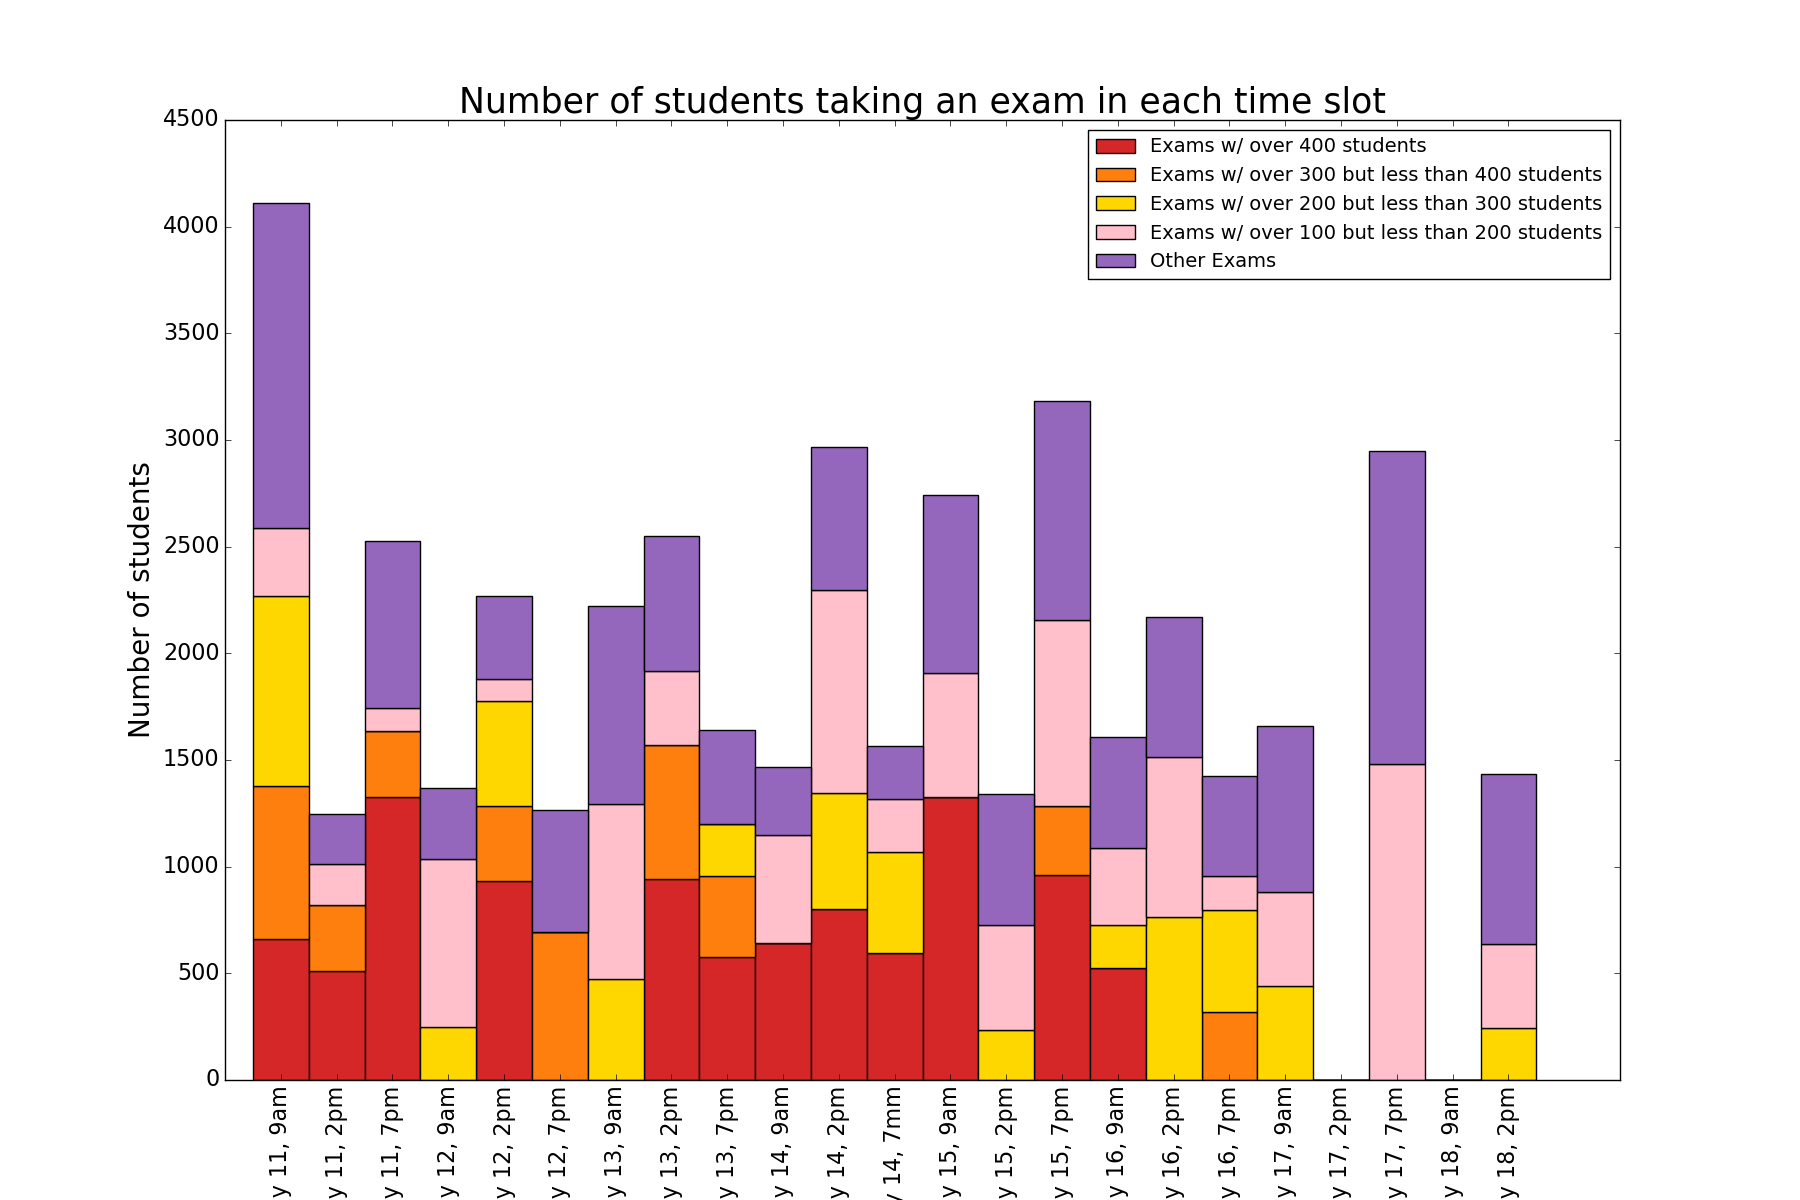 Number of students taking an exam in each time slot
4500
4000
3500
3000
2500
2000
1500
1000
500
0
Number of students
Exams w/ over 400 students
Exams w/ over 300 but less than 400 students
Exams w/ over 200 but less than 300 students
Exams w/ over 100 but less than 200 students
Other Exams
y 11, 9am
y 11, 2pm
y 11, 7pm
y 12, 9am
y 12, 2pm
y 12, 7pm
y 13, 9am
y 13, 2pm
y 13, 7pm
y 14, 9am
y 14, 2pm
y 14, 7mm
y 15, 9am
y 15, 2pm
y 15, 7pm
y 16, 9am
y 16, 2pm
y 16, 7pm
y 17, 9am
y 17, 2pm
y 17, 7pm
y 18, 9am
y 18, 2pm